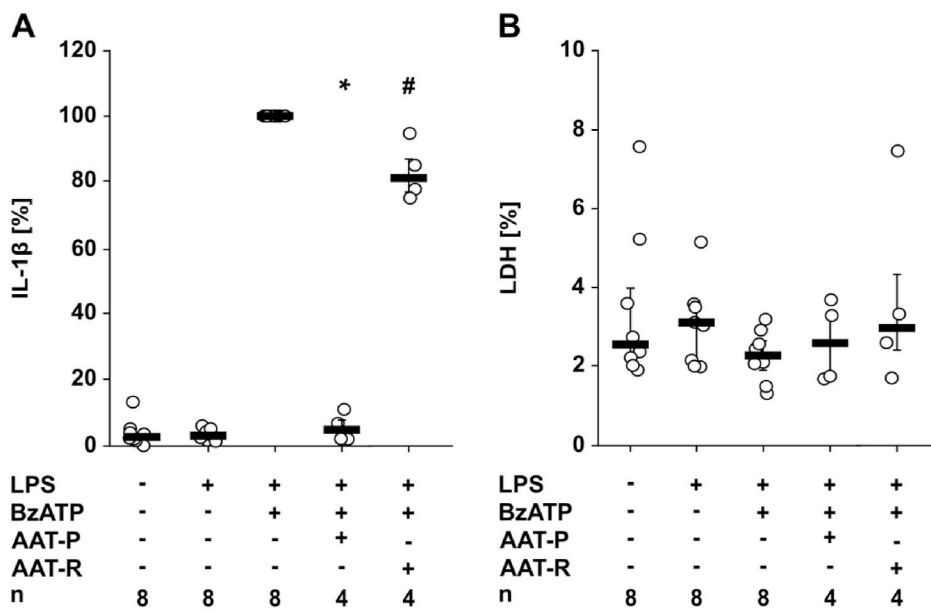 A
B
120
100
80
60
40
20
0
IL-1β [%]
*
#
10
8
6
4
2
0
LDH [%]
LPS - + + + +
BzATP - - + + +
AAT-P - - - + -
AAT-R - - - - +
n 8 8 8 4 4
LPS - + + + +
BzATP - - + + +
AAT-P - - - + -
AAT-R - - - - +
n 8 8 8 4 4